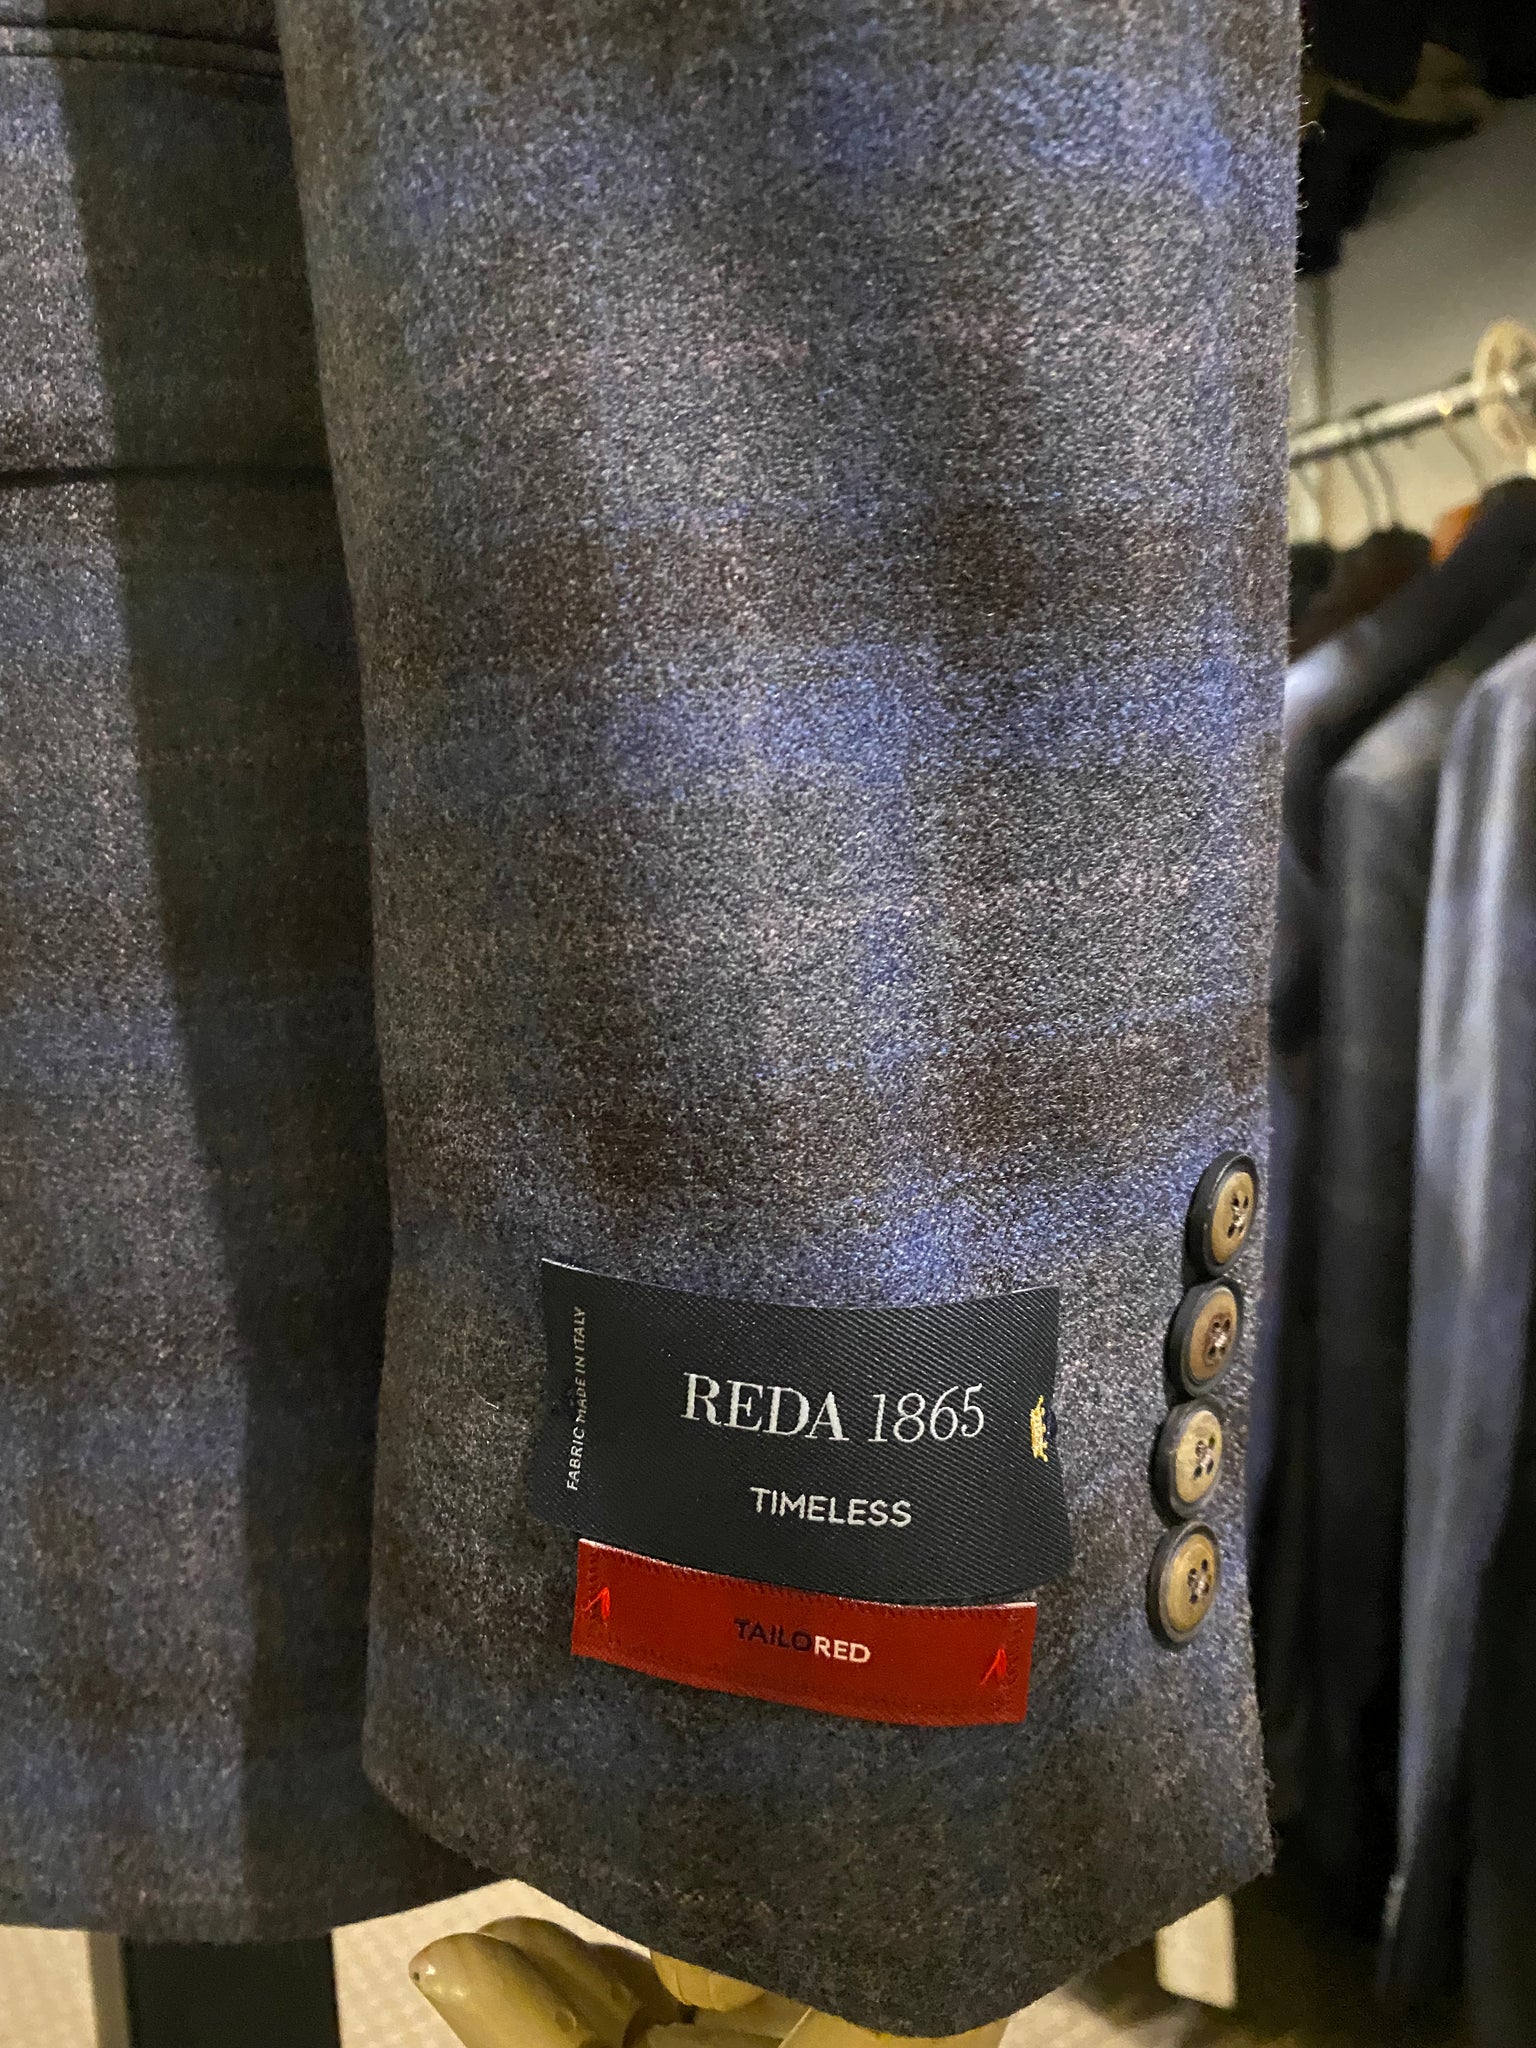 FABRIC MADE IN ITALY
REDA 1865
TIMELESS
TAILORED